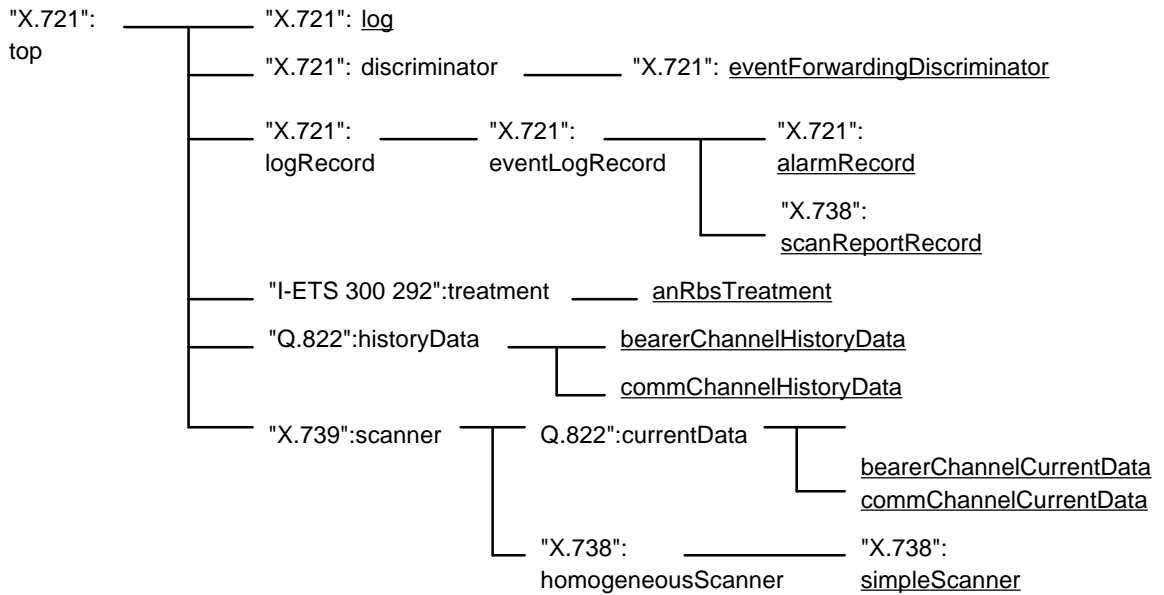 "X.721": top
"X.721": log
"X.721": discriminator "X.721": eventForwardingDiscriminator
"X.721": logRecord
"X.721": eventLogRecord
"X.721": alarmRecord
"X.738": scanReportRecord
"I-ETS 300 292":treatment anRbsTreatment
"Q.822":historyData bearerChannelHistoryData
commChannelHistoryData
"X.739":scanner Q.822":currentData
bearerChannelCurrentData
commChannelCurrentData
"X.738": homogeneousScanner
"X.738": simpleScanner